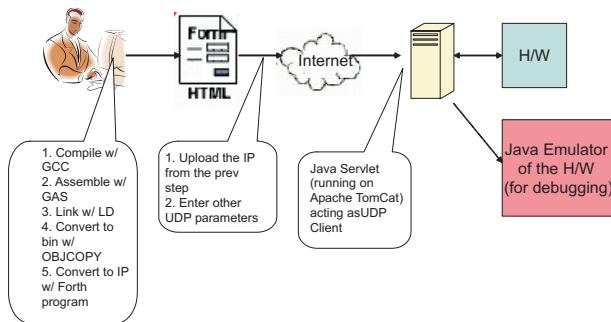 Form
HTML
Internet
H/W
Java Emulator
of the H/W
(for debugging)
1. Compile w/
GCC
2. Assemble w/
GAS
3. Link w/ LD
4. Convert to
bin w/
OBJCOPY
5. Convert to IP
w/ Forth
program
1. Upload the IP
from the prev
step
2. Enter other
UDP parameters
Java Servlet
(running on
Apache TomCat)
acting asUDP
Client